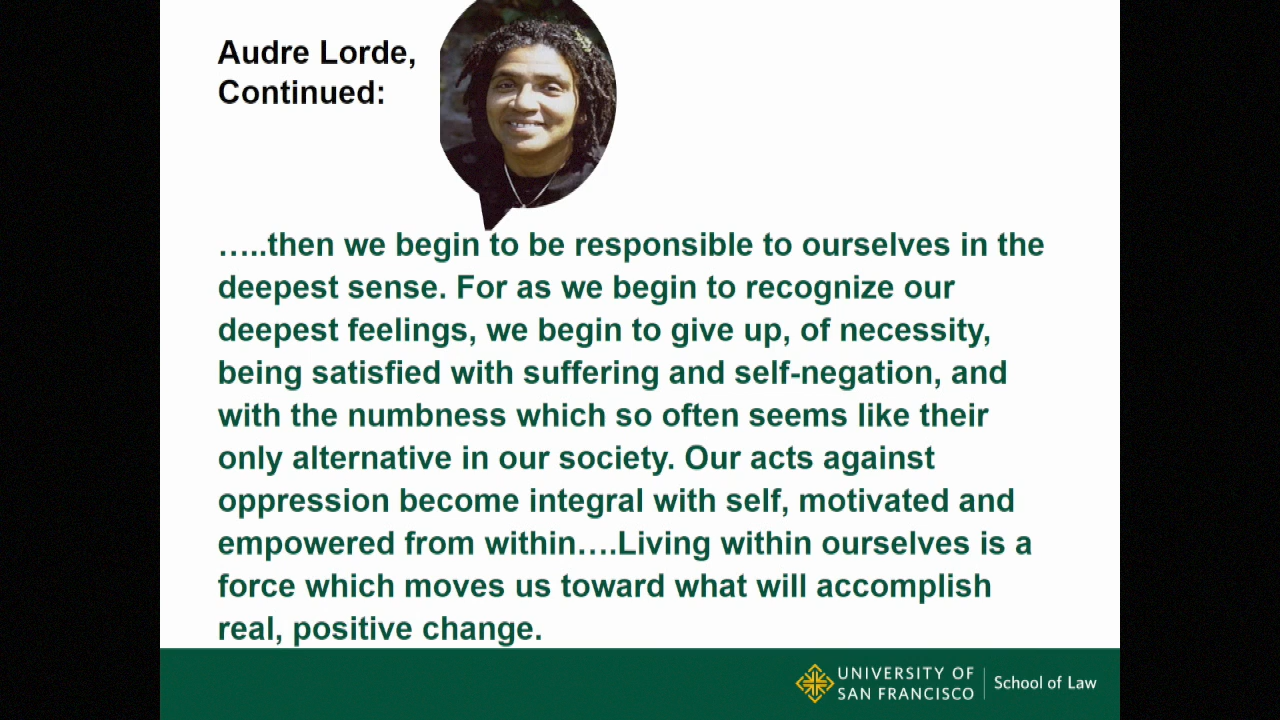 Audre Lorde,
Continued:
…..then we begin to be responsible to ourselves in the
deepest sense. For as we begin to recognize our
deepest feelings, we begin to give up, of necessity,
being satisfied with suffering and self-negation, and
with the numbness which so often seems like their
only alternative in our society. Our acts against
oppression become integral with self, motivated and
empowered from within….Living within ourselves is a
force which moves us toward what will accomplish
real, positive change.
UNIVERSITY OF
SAN FRANCISCO
School of Law